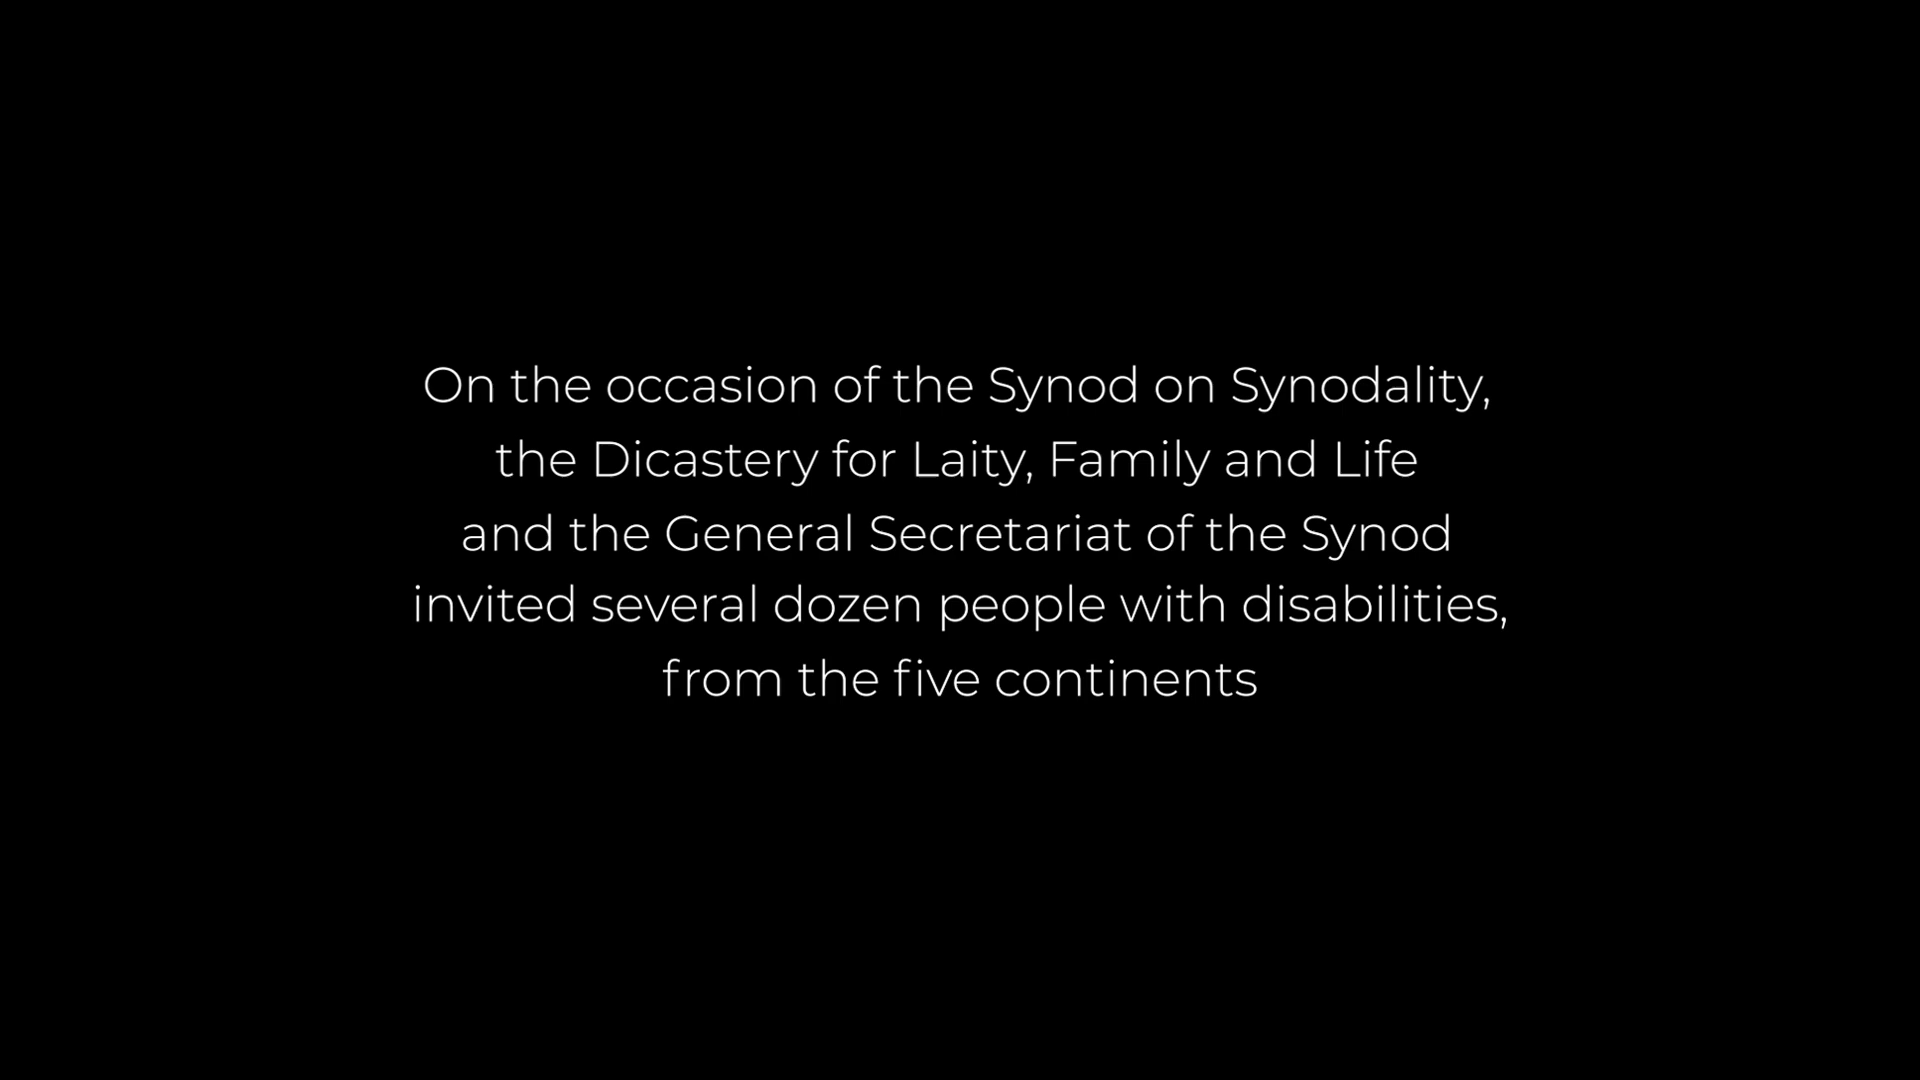 On the occasion of the Synod on Synodality,
the Dicastery for Laity, Family and Life
and the General Secretariat of the Synod
invited several dozen people with disabilities,
from the five continents